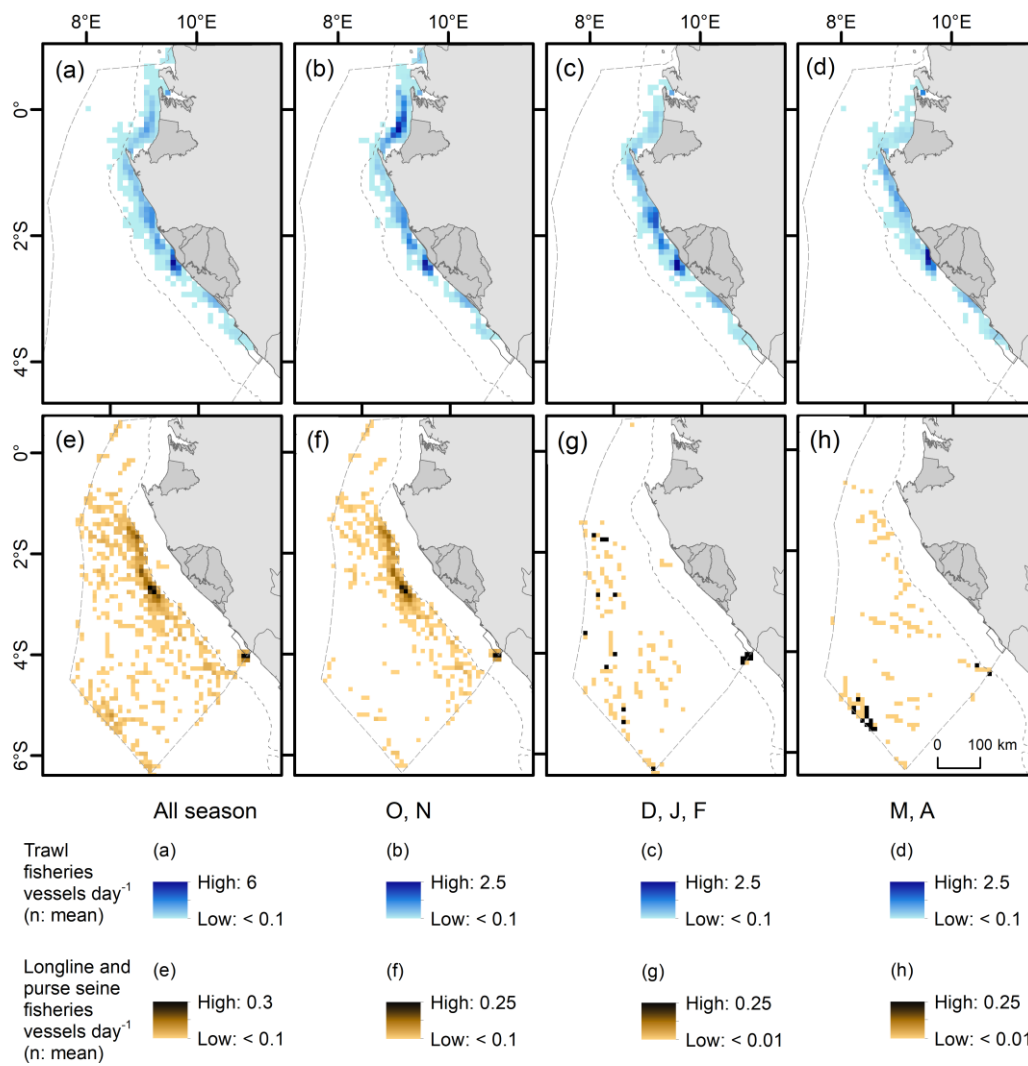 8°E 10°E 8°E 10°E 8°E 10°E 8°E 10°E
(a) (b) (c) (d)
0°
2°S
4°S
(e) (f) (g) (h)
0°
2°S
4°S
6°S
0 100 km
All season O, N D, J, F M, A
Trawl
fisheries
vessels day-1
(n: mean)
(a) (b) (c) (d)
High: 6 High: 2.5 High: 2.5 High: 2.5
Low: < 0.1 Low: < 0.1 Low: < 0.1 Low: < 0.1
Longline and
purse seine
fisheries
vessels day-1
(n: mean)
(e) (f) (g) (h)
High: 0.3 High: 0.25 High: 0.25 High: 0.25
Low: < 0.1 Low: < 0.1 Low: < 0.01 Low: < 0.01